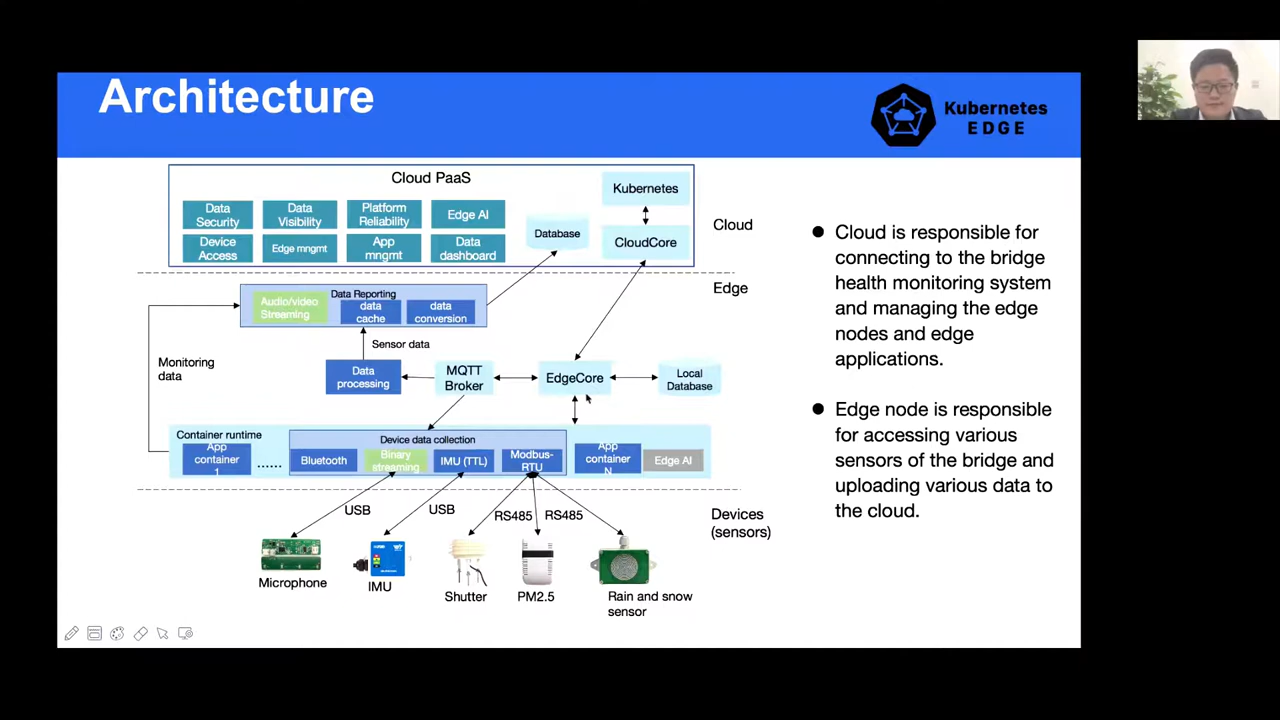 Architecture
Kubernetes
EDGE
Cloud PaaS
Data
Security
Data
Visibility
Platform
Reliability
Edge AI
Device
Access
Edge mngmt
App
mngmt
Data
dashboard
Database
Kubernetes
CloudCore
Cloud
Edge
Data Reporting
Audio/video
Streaming
data
cache
data
conversion
Sensor data
Monitoring
data
Data
processing
MQTT
Broker
EdgeCore
Local
Database
Container runtime
App
container
1
......
Device data collection
Bluetooth
Binary
streaming
IMU (TTL)
Modbus-
RTU
App
container
N
Edge AI
USB
USB
RS485
RS485
Devices
(sensors)
Microphone
IMU
Shutter
PM2.5
Rain and snow
sensor
● Cloud is responsible for
connecting to the bridge
health monitoring system
and managing the edge
nodes and edge
applications.
● Edge node is responsible
for accessing various
sensors of the bridge and
uploading various data to
the cloud.